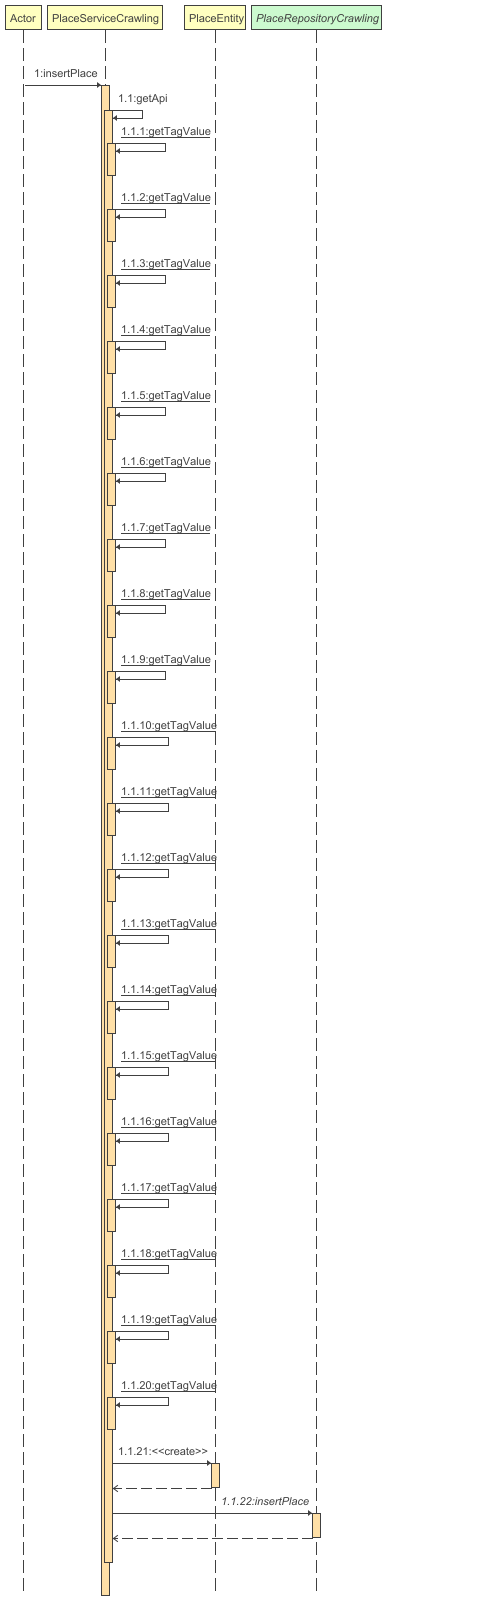 Actor PlaceServiceCrawling PlaceEntity PlaceRepositoryCrawling
1:insertPlace
1.1:getApi
1.1.1:getTagValue
1.1.2:getTagValue
1.1.3:getTagValue
1.1.4:getTagValue
1.1.5:getTagValue
1.1.6:getTagValue
1.1.7:getTagValue
1.1.8:getTagValue
1.1.9:getTagValue
1.1.10:getTagValue
1.1.11:getTagValue
1.1.12:getTagValue
1.1.13:getTagValue
1.1.14:getTagValue
1.1.15:getTagValue
1.1.16:getTagValue
1.1.17:getTagValue
1.1.18:getTagValue
1.1.19:getTagValue
1.1.20:getTagValue
1.1.21:<<create>>
1.1.22:insertPlace